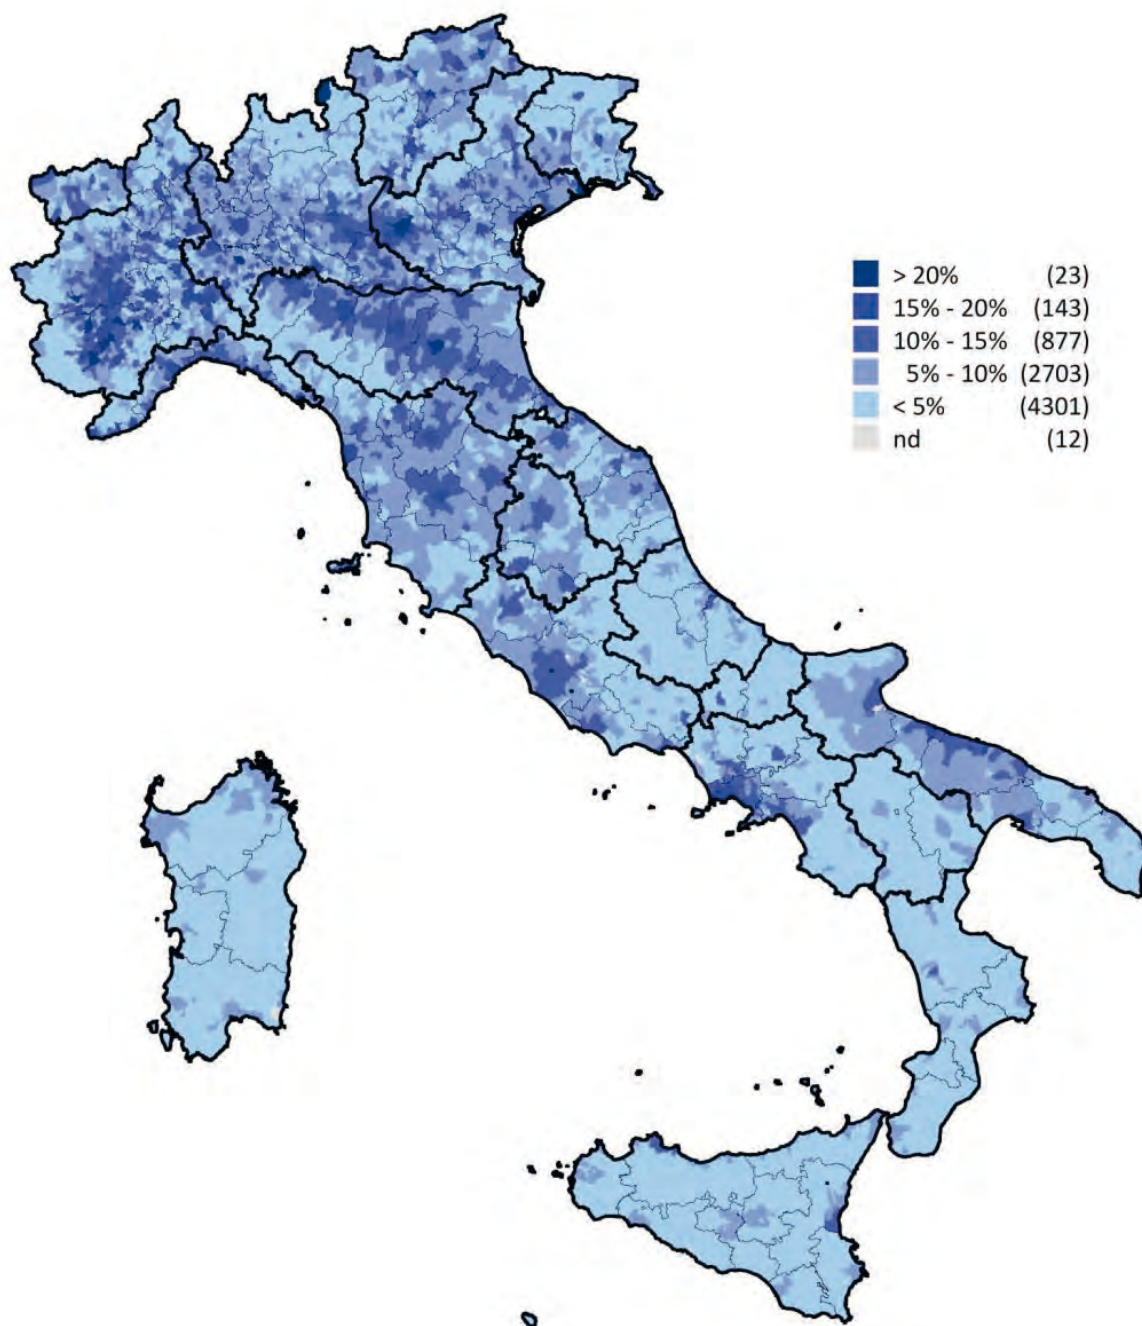 > 20% (23)
15% - 20% (143)
10% - 15% (877)
5% - 10% (2703)
< 5% (4301)
nd (12)